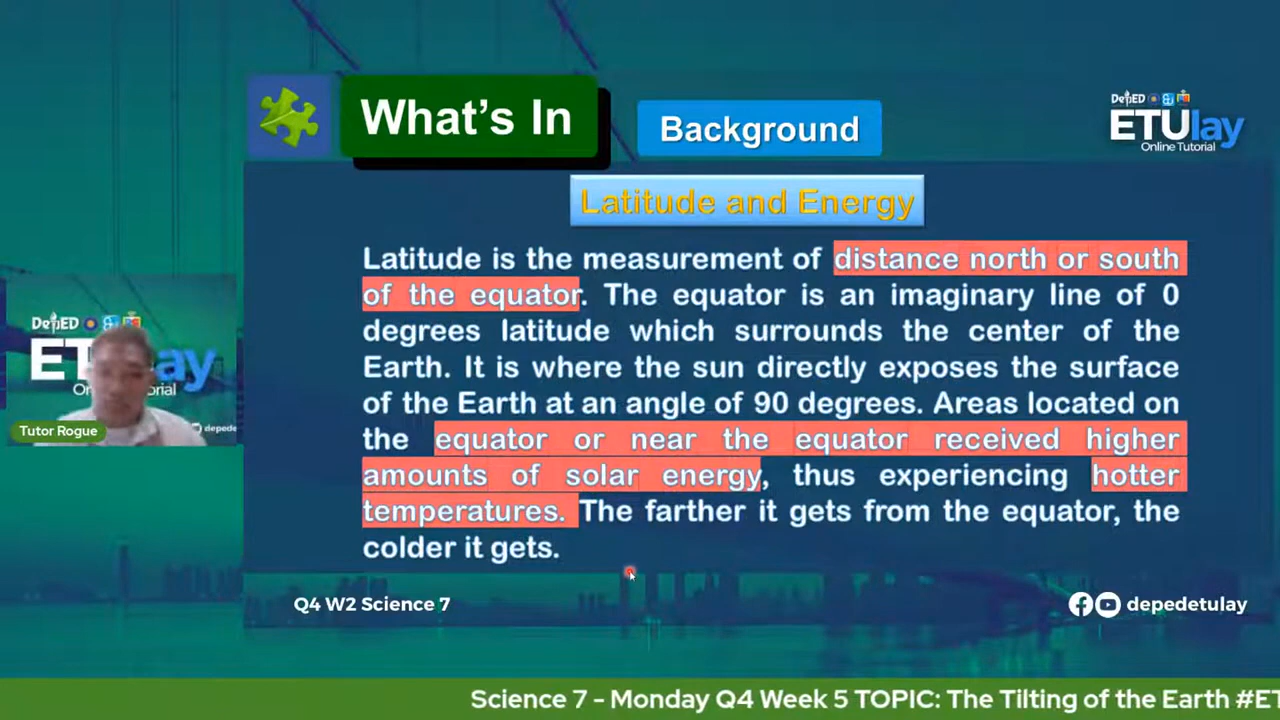 What's In
Background
DepED
ETULay
Online Tutorial
Latitude and Energy
Latitude is the measurement of distance north or south
of the equator. The equator is an imaginary line of 0
degrees latitude which surrounds the center of the
Earth. It is where the sun directly exposes the surface
of the Earth at an angle of 90 degrees. Areas located on
the equator or near the equator received higher
amounts of solar energy, thus experiencing hotter
temperatures. The farther it gets from the equator, the
colder it gets.
DepED
Tutor Rogue
Q4 W2 Science 7
depedetulay
Science 7 - Monday Q4 Week 5 TOPIC: The Tilting of the Earth